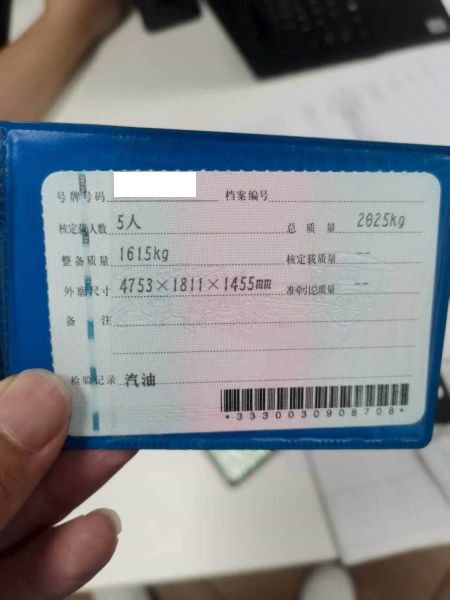 号牌号码 档案编号
核定载人数 5人 总质量 2025kg
整备质量 1615kg 核定载质量 --
外廓尺寸 4753×1811×1455mm 准牵引总质量 --
备注
检验记录 汽油
*3330030908708*